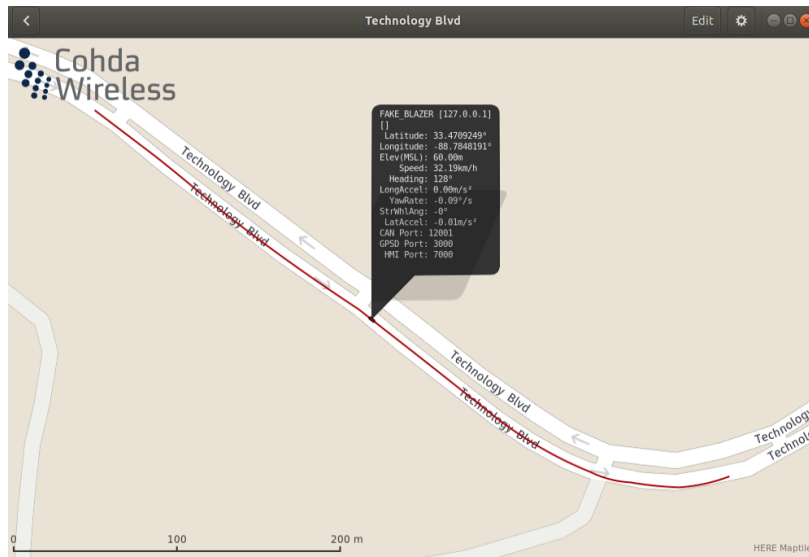 Technology Blvd
Edit
Cohda
Wireless
FAKE_BLAZER [127.0.0.1]
[]
Latitude: 33.4709249°
Longitude: -88.7848191°
Elev(MSL): 60.00m
Speed: 32.19km/h
Heading: 128°
LongAccel: 0.00m/s²
YawRate: -0.09°/s
StrWhlAng: -0°
LatAccel: -0.01m/s²
CAN Port: 12001
GPSD Port: 3000
HMI Port: 7000
Technology Blvd
Technology Blvd
Technology Blvd
Technology Blvd
Technology
Technology
0 100 200 m
HERE Maptile